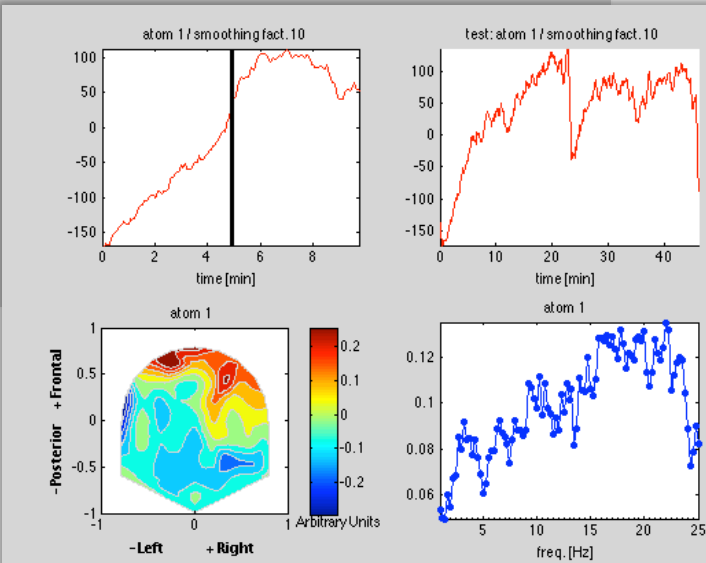 atom 1 / smoothing fact. 10
100
50
0
-50
-100
-150
0 2 4 6 8
time [min]
test: atom 1 / smoothing fact. 10
100
50
0
-50
-100
-150
0 10 20 30 40
time [min]
atom 1
1
0.5
0
-0.5
-1
-1 0 1
-Posterior + Frontal
-Left + Right
0.2
0.1
0
-0.1
-0.2
Arbitrary Units
atom 1
0.12
0.1
0.08
0.06
5 10 15 20 25
freq. [Hz]